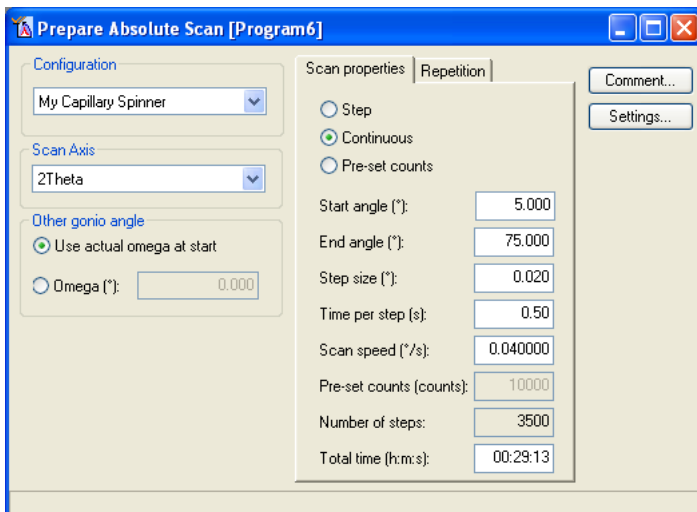 Prepare Absolute Scan [Program6]
Configuration
My Capillary Spinner
Scan Axis
2Theta
Other gonio angle
Use actual omega at start
Omega (°): 0.000
Scan properties Repetition
Step
Continuous
Pre-set counts
Start angle (°): 5.000
End angle (°): 75.000
Step size (°): 0.020
Time per step (s): 0.50
Scan speed (°/s): 0.040000
Pre-set counts (counts): 10000
Number of steps: 3500
Total time (h:m:s): 00:29:13
Comment...
Settings...